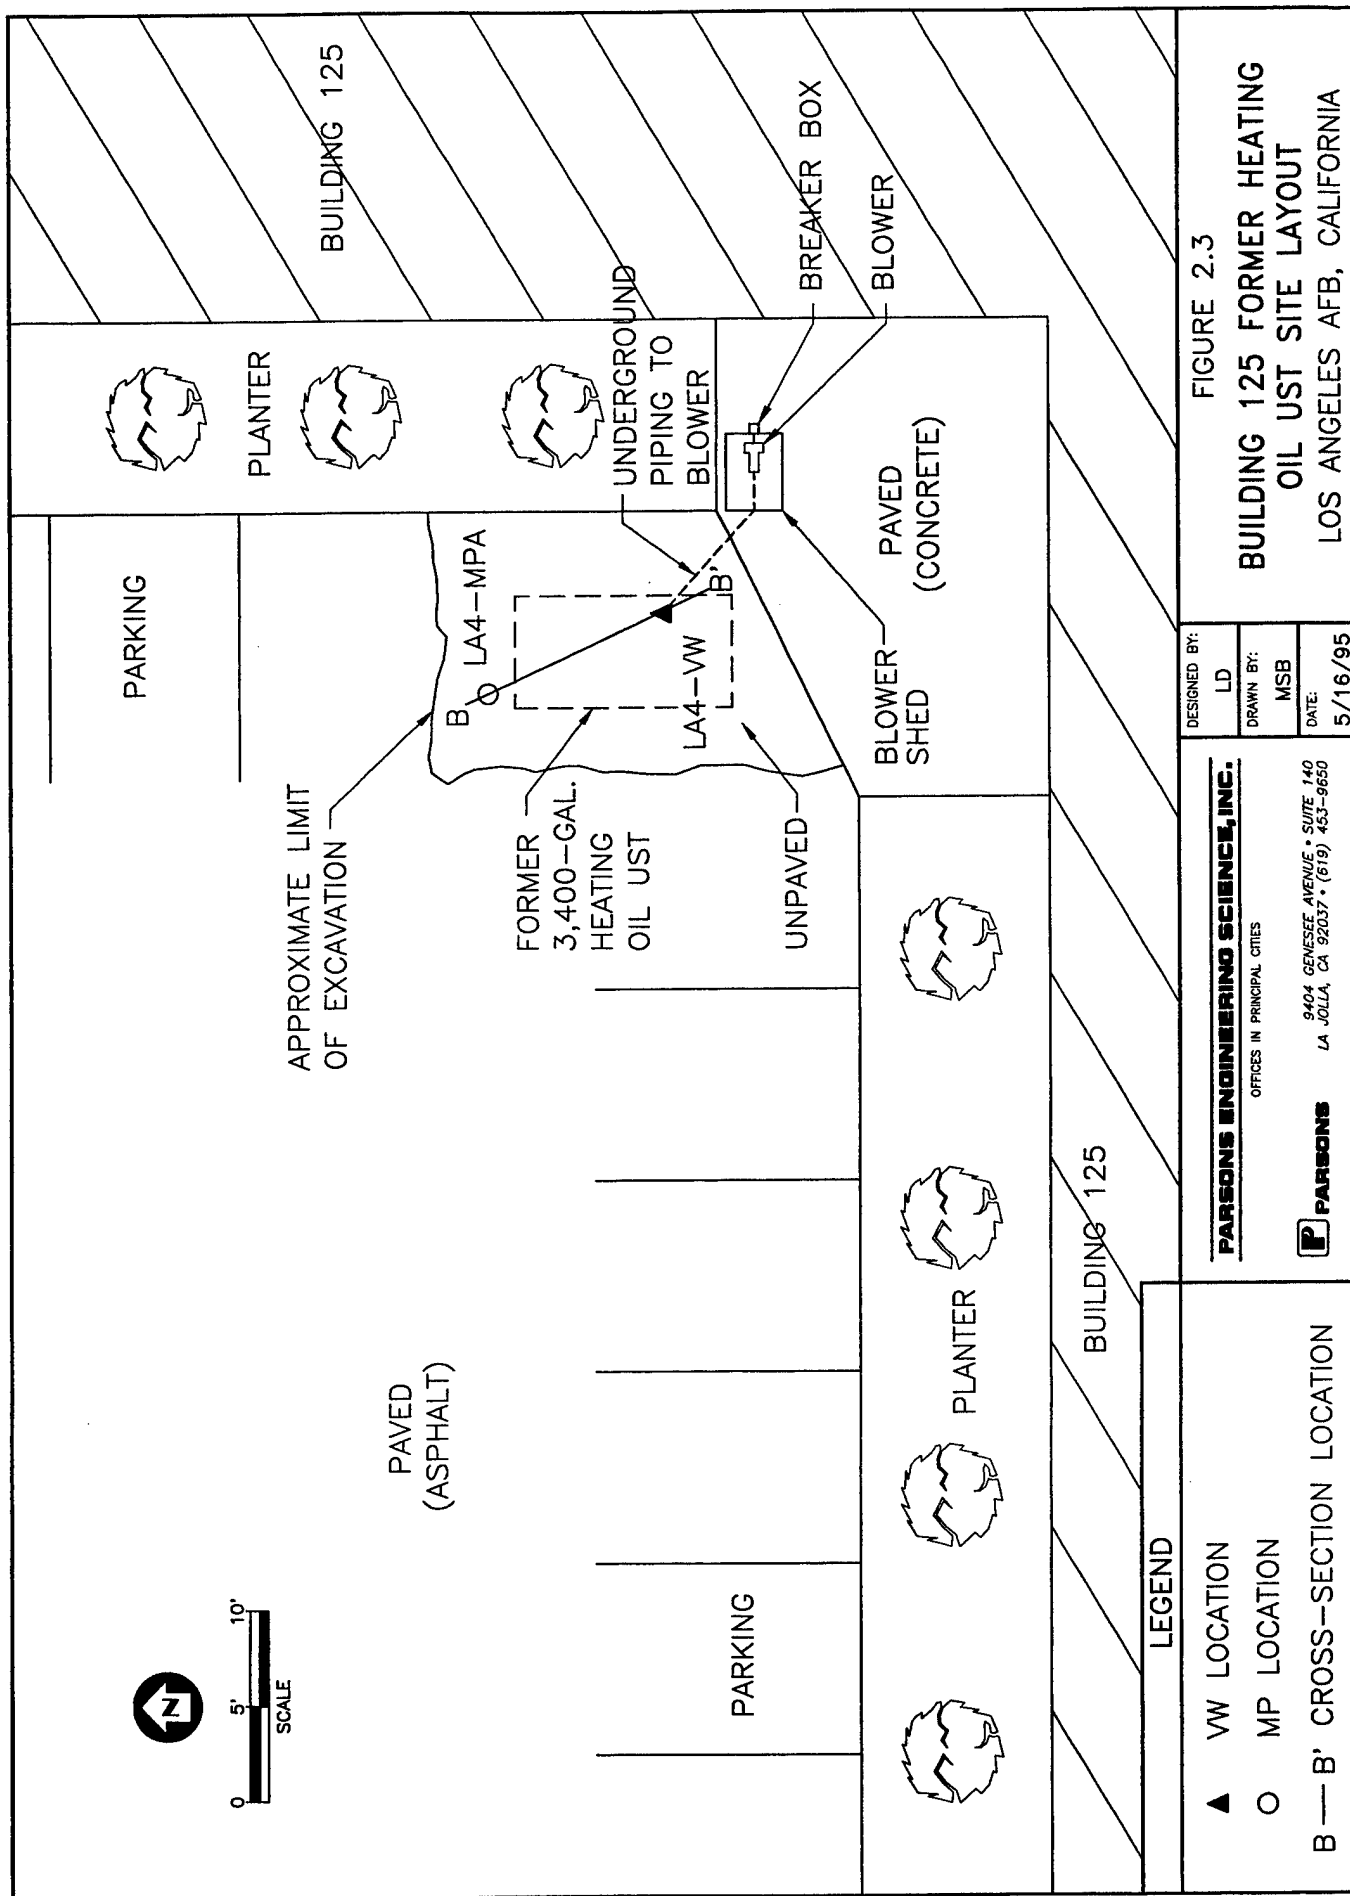 N
0 5' 10'
SCALE
PAVED
(ASPHALT)
PARKING
APPROXIMATE LIMIT
OF EXCAVATION
PARKING
PLANTER
BUILDING 125
B
LA4-MPA
FORMER
3,400-GAL.
HEATING
OIL UST
LA4-VW
B'
UNPAVED
UNDERGROUND
PIPING TO
BLOWER
BREAKER BOX
BLOWER
BLOWER
SHED
PAVED
(CONCRETE)
PLANTER
BUILDING 125
LEGEND
VW LOCATION
MP LOCATION
B — B' CROSS-SECTION LOCATION
PARSONS ENGINEERING SCIENCE, INC.
OFFICES IN PRINCIPAL CITIES
P PARSONS
9404 GENESEE AVENUE • SUITE 140
LA JOLLA, CA 92037 • (619) 453-9650
DESIGNED BY:
LD
DRAWN BY:
MSB
DATE:
5/16/95
FIGURE 2.3
BUILDING 125 FORMER HEATING
OIL UST SITE LAYOUT
LOS ANGELES AFB, CALIFORNIA